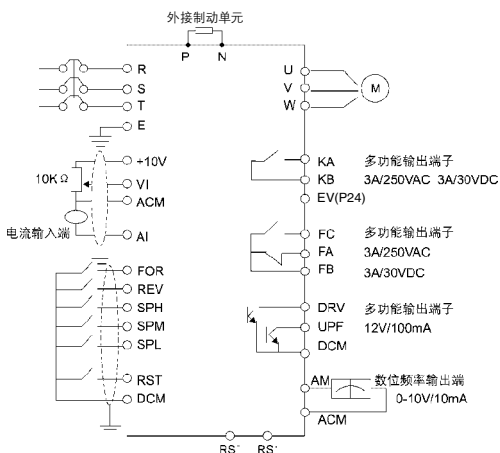 外接制动单元
P N
R
S
T
E
U
V
W
M
+10V
10KΩ
VI
ACM
电流输入端
AI
KA 多功能输出端子
KB 3A/250VAC 3A/30VDC
EV(P24)
FC 多功能输出端子
FA 3A/250VAC
FB 3A/30VDC
FOR
REV
SPH
SPM
SPL
RST
DCM
DRV 多功能输出端子
UPF 12V/100mA
DCM
AM 数位频率输出端
0-10V/10mA
ACM
RS RS